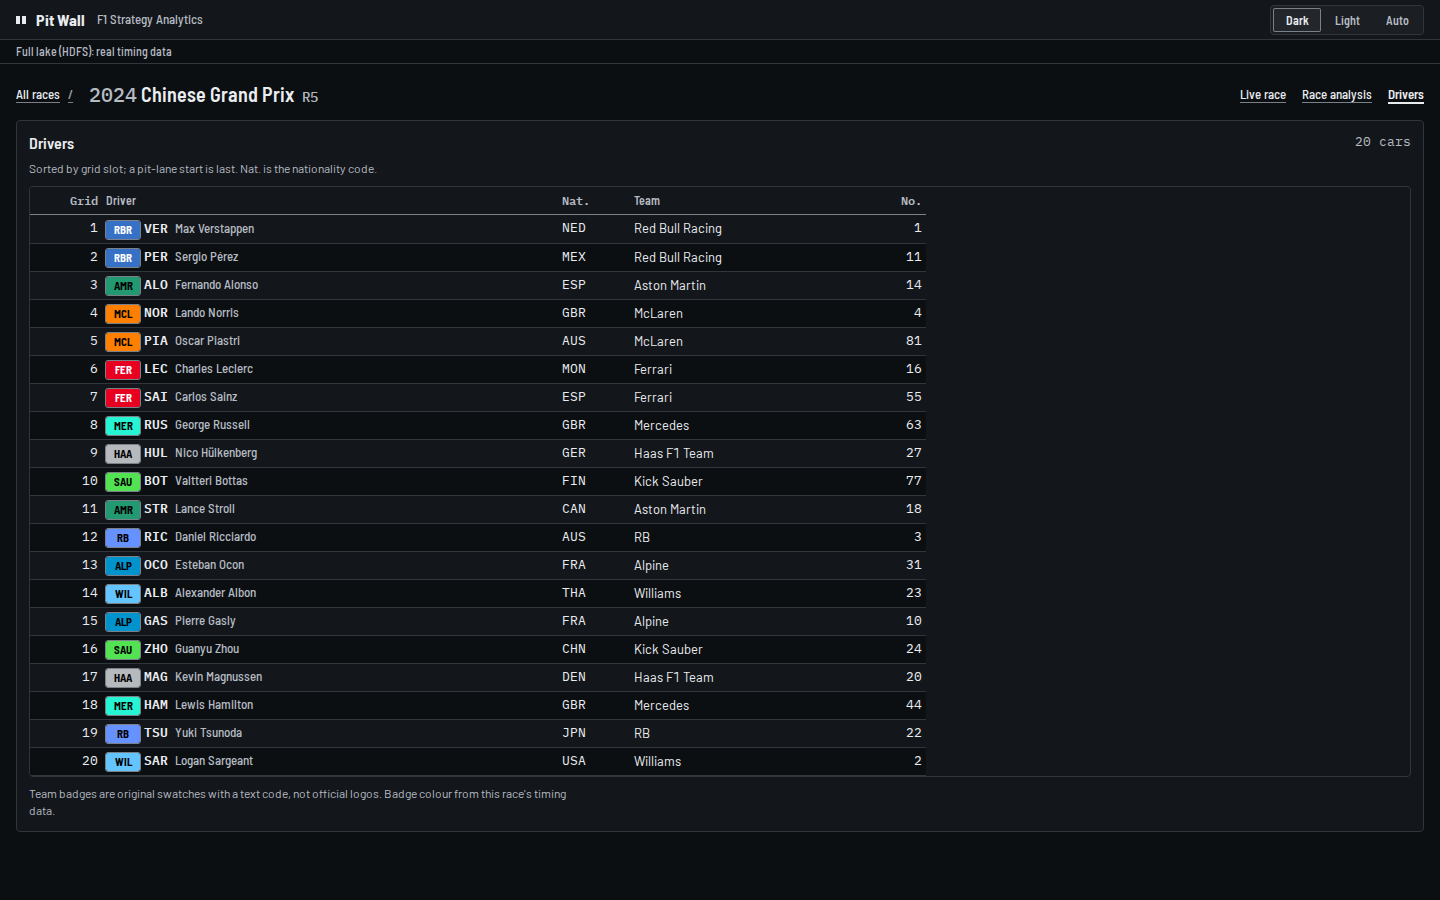 Pit Wall F1 Strategy Analytics Dark Light Auto
Full lake (HDFS): real timing data
All races / 2024 Chinese Grand Prix R5 Live race Race analysis Drivers
Drivers 20 cars
Sorted by grid slot; a pit-lane start is last. Nat. is the nationality code.
Grid Driver Nat. Team No.
1 RBR VER Max Verstappen NED Red Bull Racing 1
2 RBR PER Sergio Pérez MEX Red Bull Racing 11
3 AMR ALO Fernando Alonso ESP Aston Martin 14
4 MCL NOR Lando Norris GBR McLaren 4
5 MCL PIA Oscar Piastri AUS McLaren 81
6 FER LEC Charles Leclerc MON Ferrari 16
7 FER SAI Carlos Sainz ESP Ferrari 55
8 MER RUS George Russell GBR Mercedes 63
9 HAA HUL Nico Hülkenberg GER Haas F1 Team 27
10 SAU BOT Valtteri Bottas FIN Kick Sauber 77
11 AMR STR Lance Stroll CAN Aston Martin 18
12 RB RIC Daniel Ricciardo AUS RB 3
13 ALP OCO Esteban Ocon FRA Alpine 31
14 WIL ALB Alexander Albon THA Williams 23
15 ALP GAS Pierre Gasly FRA Alpine 10
16 SAU ZHO Guanyu Zhou CHN Kick Sauber 24
17 HAA MAG Kevin Magnussen DEN Haas F1 Team 20
18 MER HAM Lewis Hamilton GBR Mercedes 44
19 RB TSU Yuki Tsunoda JPN RB 22
20 WIL SAR Logan Sargeant USA Williams 2
Team badges are original swatches with a text code, not official logos. Badge colour from this race's timing
data.